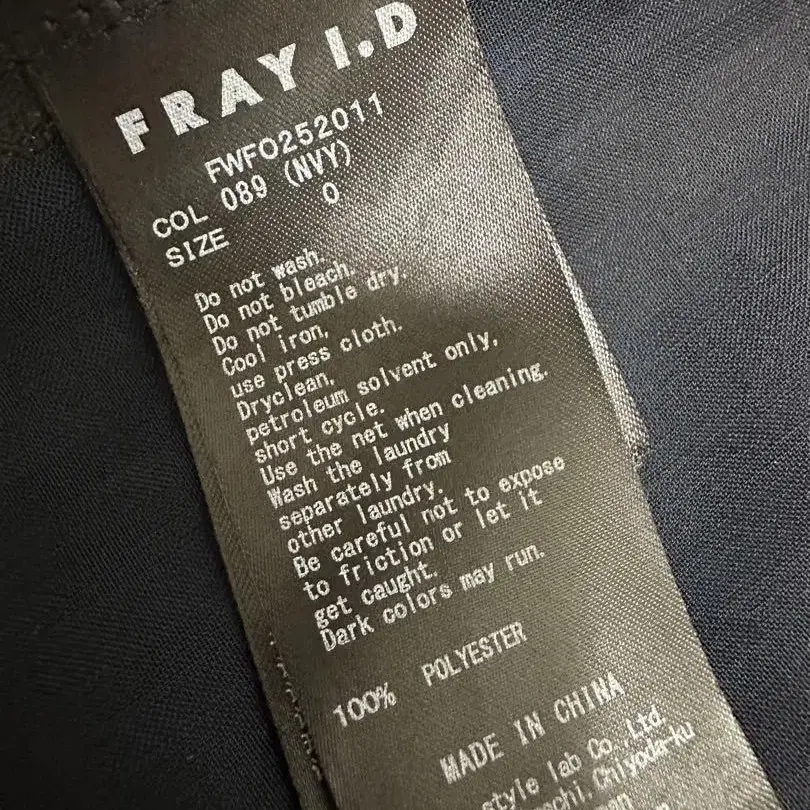 FRAY I.D
FWFO252011
COL 089 (NVY)
SIZE 0
Do not wash.
Do not bleach.
Do not tumble dry.
Cool iron,
use press cloth.
Dryclean,
petroleum solvent only,
short cycle.
Use the net when cleaning.
Wash the laundry
separately from
other laundry.
Be careful not to expose
to friction or let it
get caught.
Dark colors may run.
100% POLYESTER
MADE IN CHINA
style lab Co., Ltd.
Chiyoda-ku